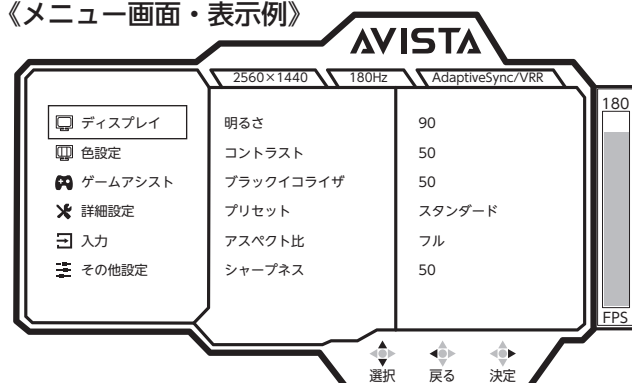 《メニュー画面・表示例》
AVISTA
2560×1440 180Hz AdaptiveSync/VRR
180
ディスプレイ 明るさ 90
色設定 コントラスト 50
ゲームアシスト ブラックイコライザ 50
詳細設定 プリセット スタンダード
入力 アスペクト比 フル
その他設定 シャープネス 50
FPS
選択 戻る 決定